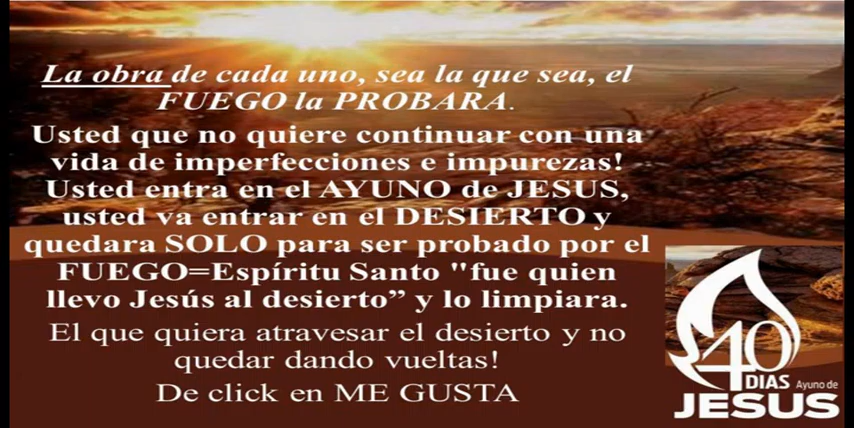 La obra de cada uno, sea la que sea, el
FUEGO la PROBARA.
Usted que no quiere continuar con una
vida de imperfecciones e impurezas!
Usted entra en el AYUNO de JESUS,
usted va entrar en el DESIERTO y
quedara SOLO para ser probado por el
FUEGO=Espíritu Santo "fue quien
llevo Jesús al desierto” y lo limpiara.
El que quiera atravesar el desierto y no
quedar dando vueltas!
De click en ME GUSTA
40
DIAS Ayuno de
JESUS